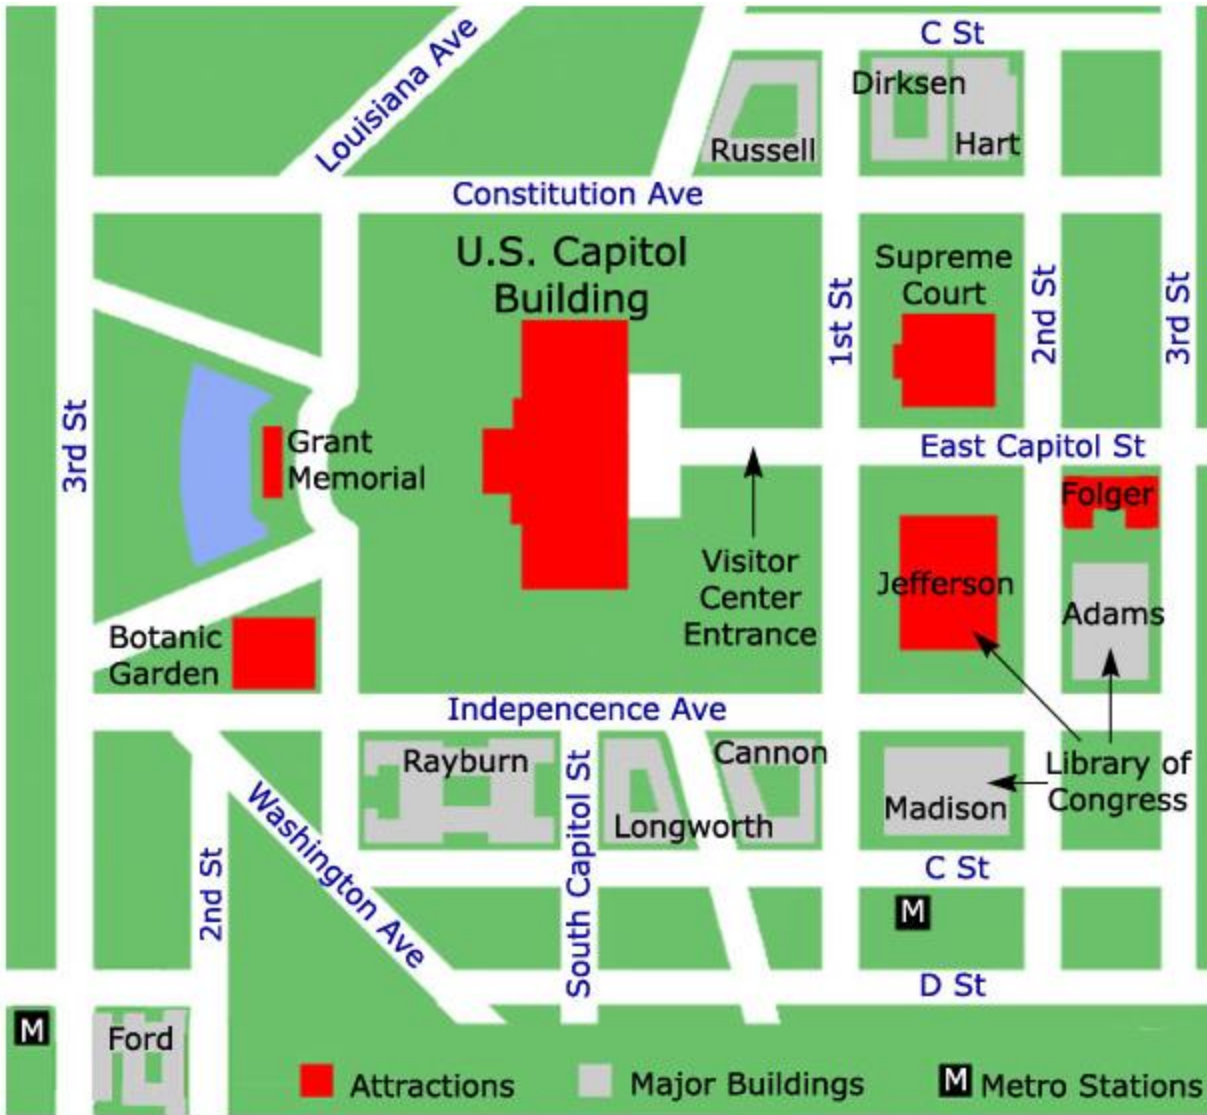 Louisiana Ave
C St
Dirksen
Hart
Russell
Constitution Ave
U.S. Capitol
Building
Supreme
Court
1st St
2nd St
3rd St
3rd St
Grant
Memorial
East Capitol St
Folger
Visitor
Center
Entrance
Jefferson
Adams
Botanic
Garden
Indepencence Ave
Rayburn
South Capitol St
Longworth
Cannon
Madison
Library of
Congress
Washington Ave
2nd St
C St
M
D St
M
Ford
Attractions
Major Buildings
M Metro Stations